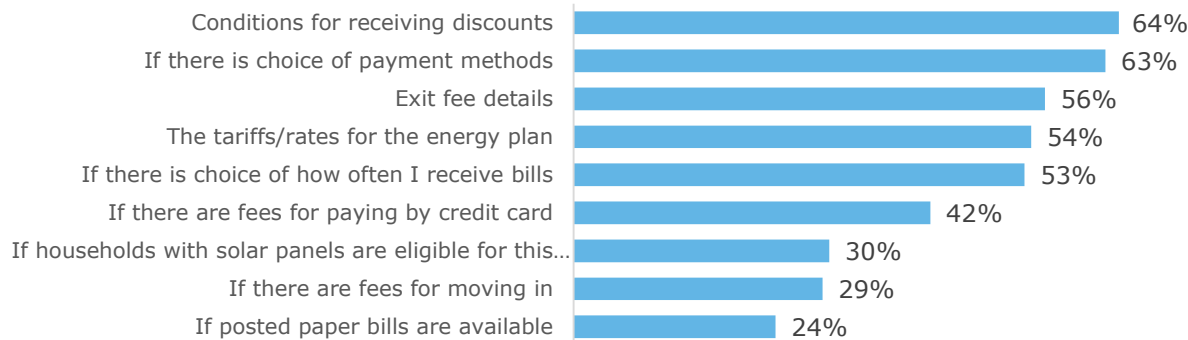 Conditions for receiving discounts 64%
If there is choice of payment methods 63%
Exit fee details 56%
The tariffs/rates for the energy plan 54%
If there is choice of how often I receive bills 53%
If there are fees for paying by credit card 42%
If households with solar panels are eligible for this... 30%
If there are fees for moving in 29%
If posted paper bills are available 24%